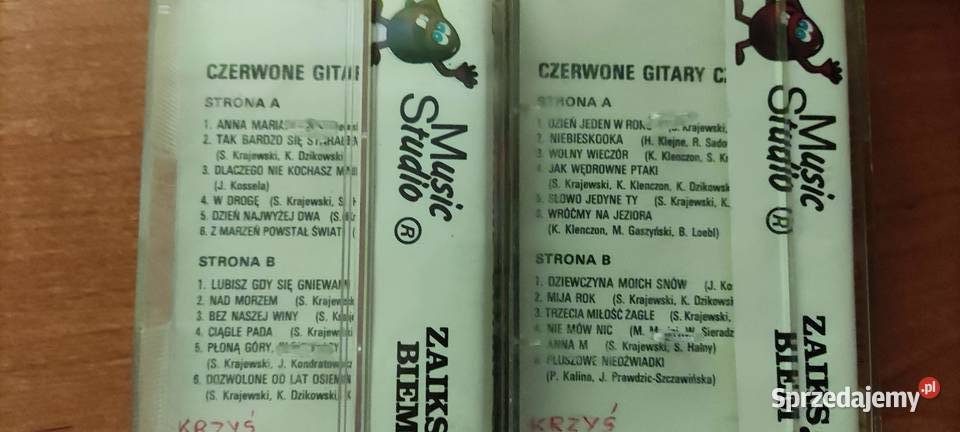 CZERWONE GITAR
STRONA A
1. ANNA MARIA
2. TAK BARDZO SIĘ STARAŁEM
(S. Krajewski, K. Dzikowski
3. DLACZEGO NIE KOCHASZ
(J. Kossela)
4. W DROGĘ (S. Krajewski, S.
5. DZIEŃ NAJWYŻEJ DWA (S.
6. Z MARZEŃ POWSTAŁ ŚWIAT (
STRONA B
1. LUBISZ GDY SIĘ GNIEWAM
2. NAD MORZEM (S. Krajewsk
3. BEZ NASZEJ WINY (S. Kraj
4. CIĄGLE PADA (S. Krajew
5. PŁONĄ GÓRY,
(S. Krajewski, J. Kondratowicz
6. DOZWOLONE OD LAT OSIEMN
(S. Krajewski, K. Dzikowski, K
KRZYŚ
Music
Studio ®
ZAIKS
BIEM
CZERWONE GITARY
STRONA A
1. DZIEŃ JEDEN W ROKU Krajewski,
2. NIEBIESKOOKA (H. Klejne, R. Sado
3. WOLNY WIECZÓR (K. Klenczon, S. Kr
4. JAK WĘDROWNE PTAKI
(S. Krajewski, K. Klenczon, K. Dzikowsk
5. SŁOWO JEDYNE TY (S. Krajewski, K.
6. WRÓĆMY NA JEZIORA
(K. Klenczon, M. Gaszyński, B. Loebl)
STRONA B
1. DZIEWCZYNA MOICH SNÓW (J. Ko
2. MIJA ROK (S. Krajewski, K. Dzikowsk
3. TRZECIA MIŁOŚĆ ŻAGLE (S. Krajewski,
4. NIE MÓW NIC (M. W. Sieradz
5. ANNA M (S. Krajewski, S. Halny)
6. PLUSZOWE NIEDŹWIADKI
(P. Kalina, J. Prawdzic-Szczawińska)
KRZYŚ
Music
Studio ®
ZAIKS
BIEM
Sprzedajemy.pl